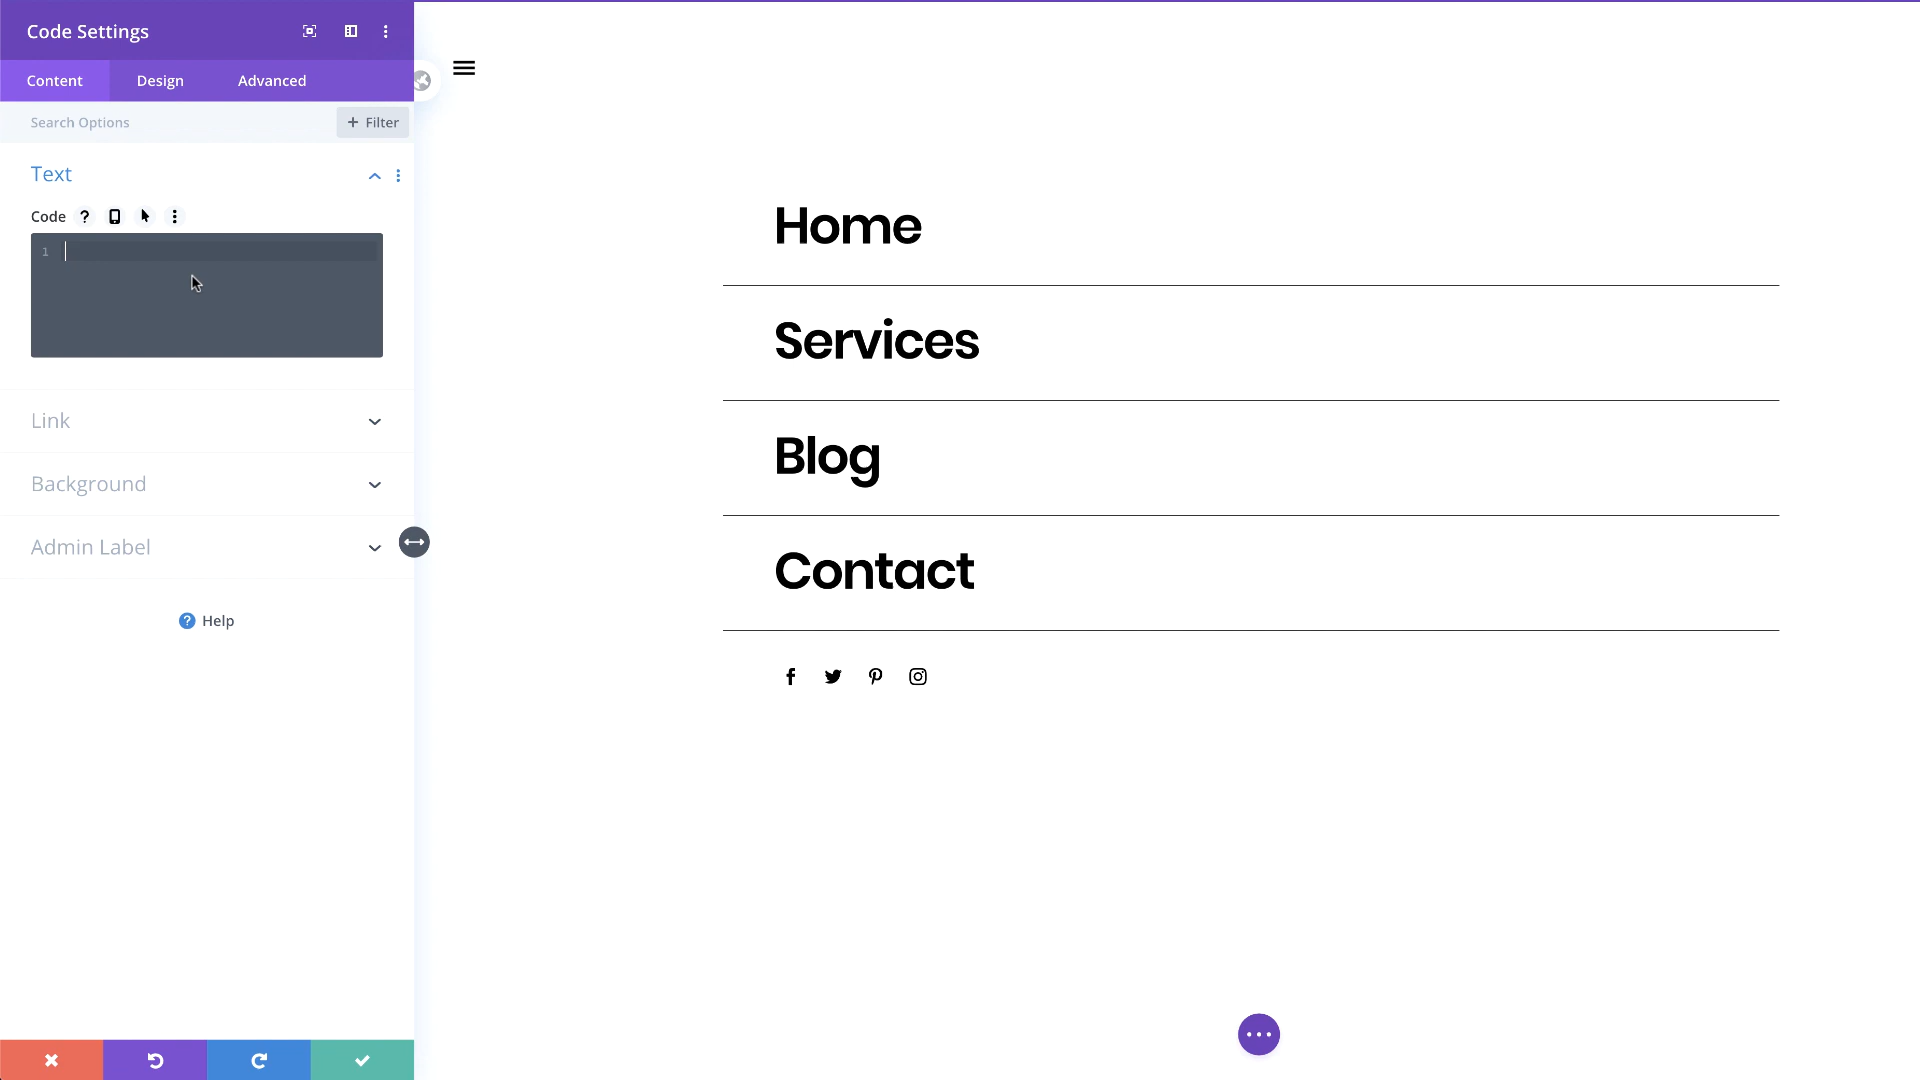 Code Settings
Content Design Advanced
Search Options + Filter
Text
Code ?
1
Link
Background
Admin Label
? Help
Home
Services
Blog
Contact